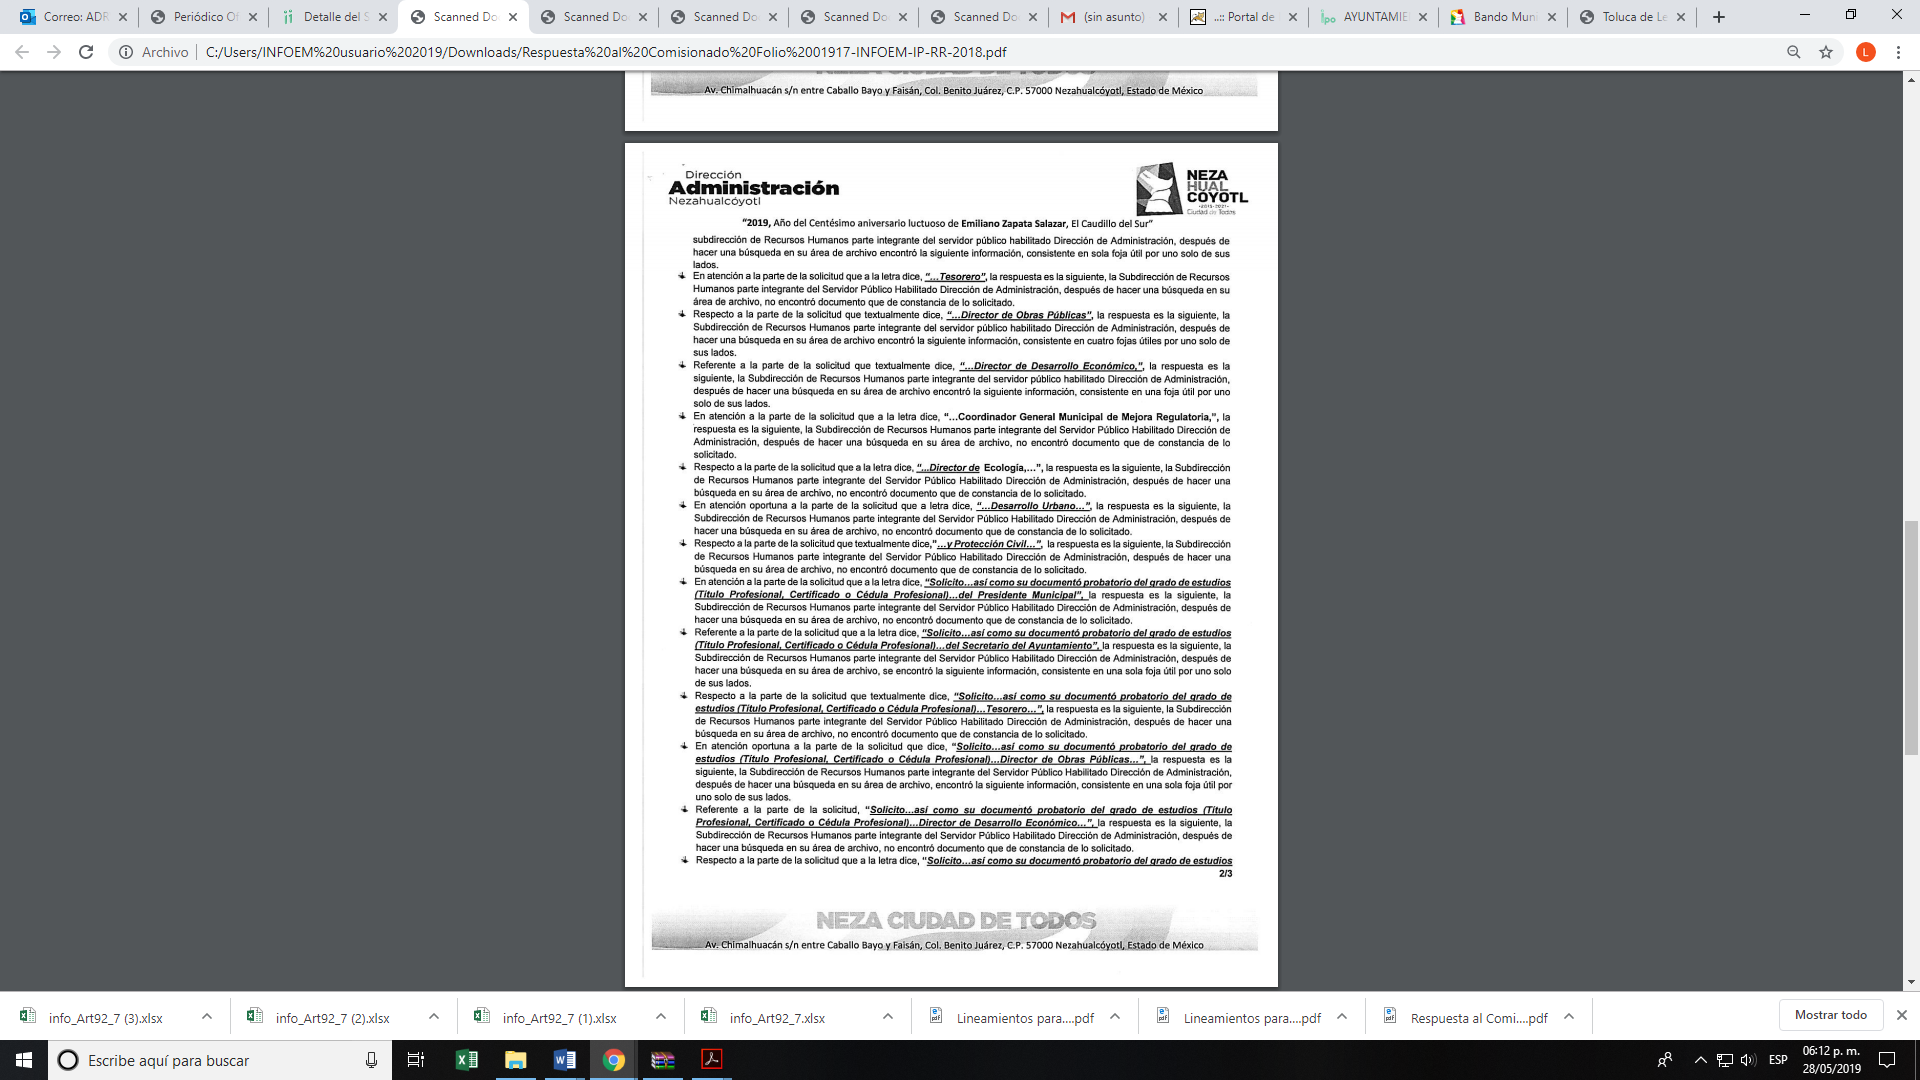 Correo: ADR
Periódico Of
Detalle del S
Scanned Do
Scanned Do
Scanned Do
Scanned Do
Scanned Do
(sin asunto)
..:: Portal de
AYUNTAMIE
Bando Muni
Toluca de Le
Archivo
C:/Users/INFOEM%20usuario%202019/Downloads/Respuesta%20al%20Comisionado%20Folio%2001917-INFOEM-IP-RR-2018.pdf
L
Av. Chimalhuacán s/n entre Caballo Bayo y Faisán, Col. Benito Juárez, C.P. 57000 Nezahualcóyotl, Estado de México
Dirección
Administración
Nezahualcóyotl
NEZA
HUAL
COYOTL
Ciudad de Todos
"2019, Año del Centésimo aniversario luctuoso de Emiliano Zapata Salazar, El Caudillo del Sur"
subdirección de Recursos Humanos parte integrante del servidor público habilitado Dirección de Administración, después de
hacer una búsqueda en su área de archivo encontró la siguiente información, consistente en sola foja útil por uno solo de sus
lados.
En atención a la parte de la solicitud que a la letra dice, "...Tesorero", la respuesta es la siguiente, la Subdirección de Recursos
Humanos parte integrante del Servidor Público Habilitado Dirección de Administración, después de hacer una búsqueda en su
área de archivo, no encontró documento que de constancia de lo solicitado.
Respecto a la parte de la solicitud que textualmente dice, "...Director de Obras Públicas", la respuesta es la siguiente, la
Subdirección de Recursos Humanos parte integrante del servidor público habilitado Dirección de Administración, después de
hacer una búsqueda en su área de archivo encontró la siguiente información, consistente en cuatro fojas útiles por uno solo de
sus lados.
Referente a la parte de la solicitud que textualmente dice, "...Director de Desarrollo Económico,", la respuesta es la
siguiente, la Subdirección de Recursos Humanos parte integrante del servidor público habilitado Dirección de Administración,
después de hacer una búsqueda en su área de archivo encontró la siguiente información, consistente en una foja útil por uno
solo de sus lados.
En atención a la parte de la solicitud que a la letra dice, "...Coordinador General Municipal de Mejora Regulatoria,", la
respuesta es la siguiente, la Subdirección de Recursos Humanos parte integrante del Servidor Público Habilitado Dirección de
Administración, después de hacer una búsqueda en su área de archivo, no encontró documento que de constancia de lo
solicitado.
Respecto a la parte de la solicitud que a la letra dice, "...Director de Ecología,...", la respuesta es la siguiente, la Subdirección
de Recursos Humanos parte integrante del Servidor Público Habilitado Dirección de Administración, después de hacer una
búsqueda en su área de archivo, no encontró documento que de constancia de lo solicitado.
En atención oportuna a la parte de la solicitud que a letra dice, "...Desarrollo Urbano...", la respuesta es la siguiente, la
Subdirección de Recursos Humanos parte integrante del Servidor Público Habilitado Dirección de Administración, después de
hacer una búsqueda en su área de archivo, no encontró documento que de constancia de lo solicitado.
Respecto a la parte de la solicitud que textualmente dice,"...y Protección Civil...", la respuesta es la siguiente, la Subdirección
de Recursos Humanos parte integrante del Servidor Público Habilitado Dirección de Administración, después de hacer una
búsqueda en su área de archivo, no encontró documento que de constancia de lo solicitado.
En atención a la parte de la solicitud que a la letra dice, "Solicito...así como su documentó probatorio del grado de estudios
(Título Profesional, Certificado o Cédula Profesional)...del Presidente Municipal", la respuesta es la siguiente, la
Subdirección de Recursos Humanos parte integrante del Servidor Público Habilitado Dirección de Administración, después de
hacer una búsqueda en su área de archivo, no encontró documento que de constancia de lo solicitado.
Referente a la parte de la solicitud que a la letra dice, "Solicito...así como su documentó probatorio del grado de estudios
(Título Profesional, Certificado o Cédula Profesional)...del Secretario del Ayuntamiento", la respuesta es la siguiente, la
Subdirección de Recursos Humanos parte integrante del Servidor Público Habilitado Dirección de Administración, después de
hacer una búsqueda en su área de archivo, se encontró la siguiente información, consistente en una sola foja útil por uno solo
de sus lados.
Respecto a la parte de la solicitud que textualmente dice, "Solicito...así como su documentó probatorio del grado de
estudios (Título Profesional, Certificado o Cédula Profesional)...Tesorero...", la respuesta es la siguiente, la Subdirección
de Recursos Humanos parte integrante del Servidor Público Habilitado Dirección de Administración, después de hacer una
búsqueda en su área de archivo, no encontró documento que de constancia de lo solicitado.
En atención oportuna a la parte de la solicitud que dice, "Solicito...así como su documentó probatorio del grado de
estudios (Título Profesional, Certificado o Cédula Profesional)...Director de Obras Públicas...", la respuesta es la
siguiente, la Subdirección de Recursos Humanos parte integrante del Servidor Público Habilitado Dirección de Administración,
después de hacer una búsqueda en su área de archivo, encontró la siguiente información, consistente en una sola foja útil por
uno solo de sus lados.
Referente a la parte de la solicitud, "Solicito...así como su documentó probatorio del grado de estudios (Título
Profesional, Certificado o Cédula Profesional)...Director de Desarrollo Económico...", la respuesta es la siguiente, la
Subdirección de Recursos Humanos parte integrante del Servidor Público Habilitado Dirección de Administración, después de
hacer una búsqueda en su área de archivo, no encontró documento que de constancia de lo solicitado.
Respecto a la parte de la solicitud que a la letra dice, "Solicito...así como su documentó probatorio del grado de estudios
2/3
NEZA CIUDAD DE TODOS
Av. Chimalhuacán s/n entre Caballo Bayo y Faisán, Col. Benito Juárez, C.P. 57000 Nezahualcóyotl, Estado de México
info_Art92_7 (3).xlsx
info_Art92_7 (2).xlsx
info_Art92_7 (1).xlsx
info_Art92_7.xlsx
Lineamientos para....pdf
Lineamientos para....pdf
Respuesta al Comi....pdf
Mostrar todo
Escribe aquí para buscar
ESP
06:12 p. m.
28/05/2019